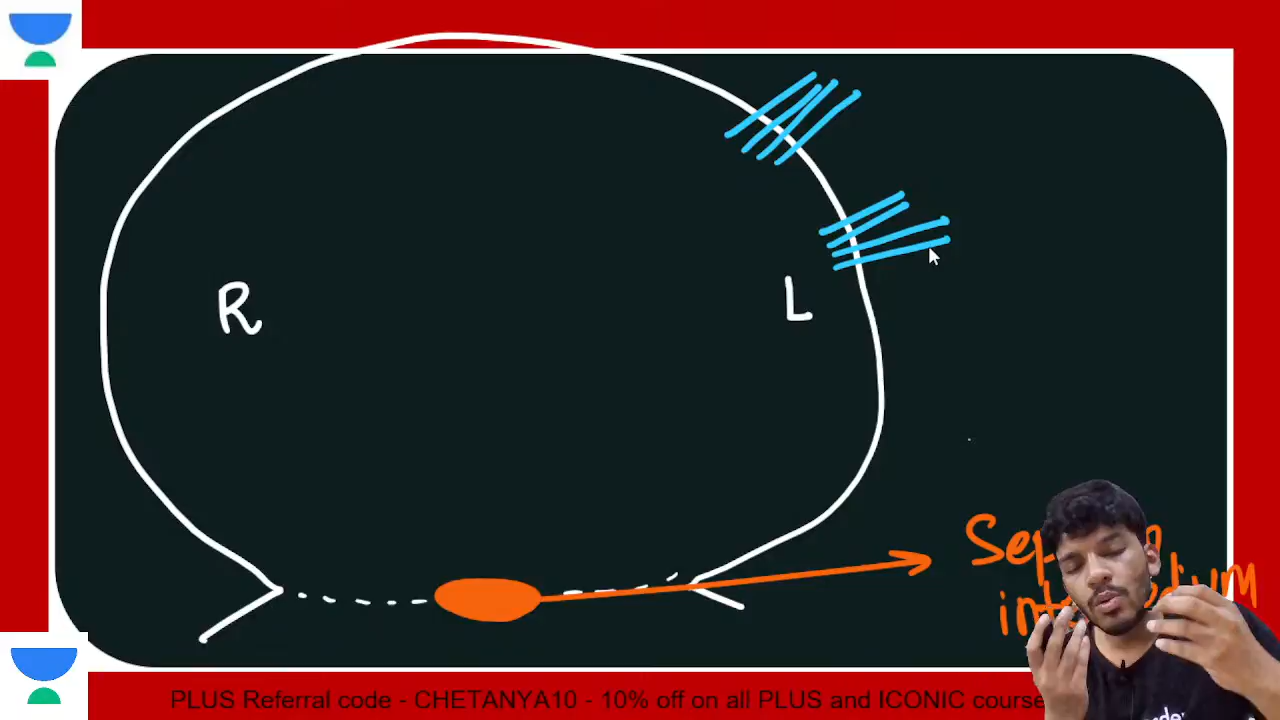 R
L
PLUS Referral code - CHETANYA10 - 10% off on all PLUS and ICONIC course